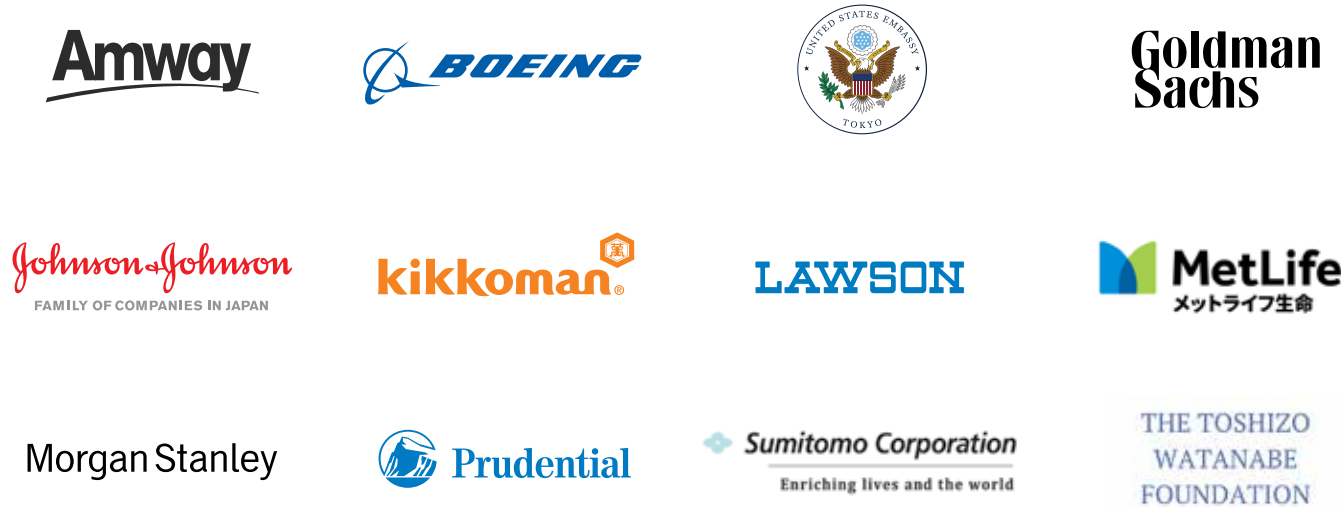 Amway
BOEING
UNITED STATES EMBASSY
TOKYO
Goldman
Sachs
Johnson&Johnson
FAMILY OF COMPANIES IN JAPAN
kikkoman®
萬
LAWSON
MetLife
メットライフ生命
Morgan Stanley
Prudential
Sumitomo Corporation
Enriching lives and the world
THE TOSHIZO
WATANABE
FOUNDATION